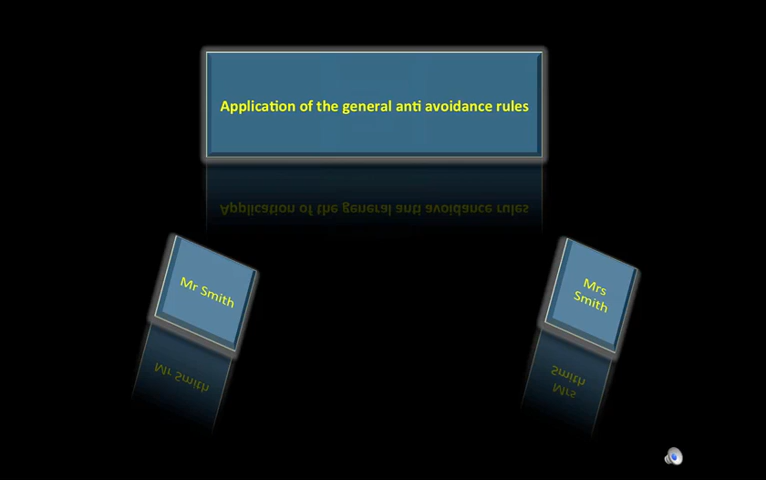 Application of the general anti avoidance rules
Mr Smith
Mrs
Smith